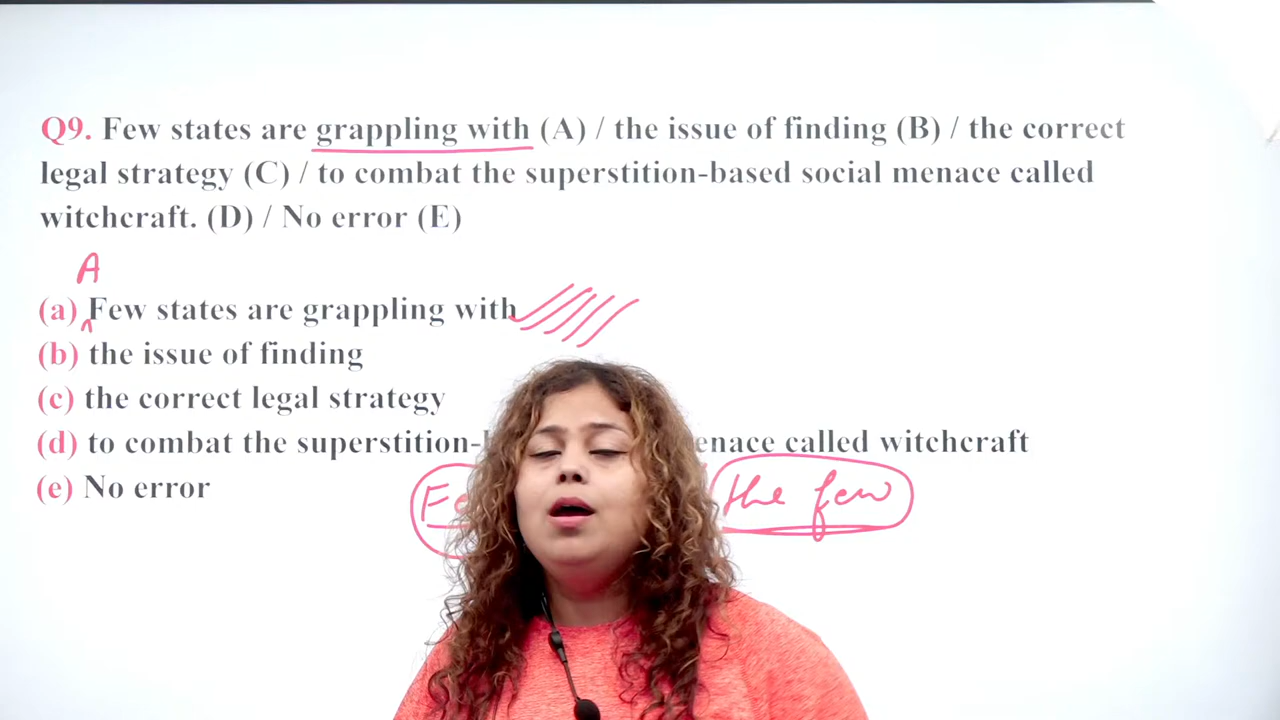 Q9. Few states are grappling with (A) / the issue of finding (B) / the correct
legal strategy (C) / to combat the superstition-based social menace called
witchcraft. (D) / No error (E)
A
(a) Few states are grappling with
(b) the issue of finding
(c) the correct legal strategy
(d) to combat the superstition- called witchcraft
(e) No error
the few